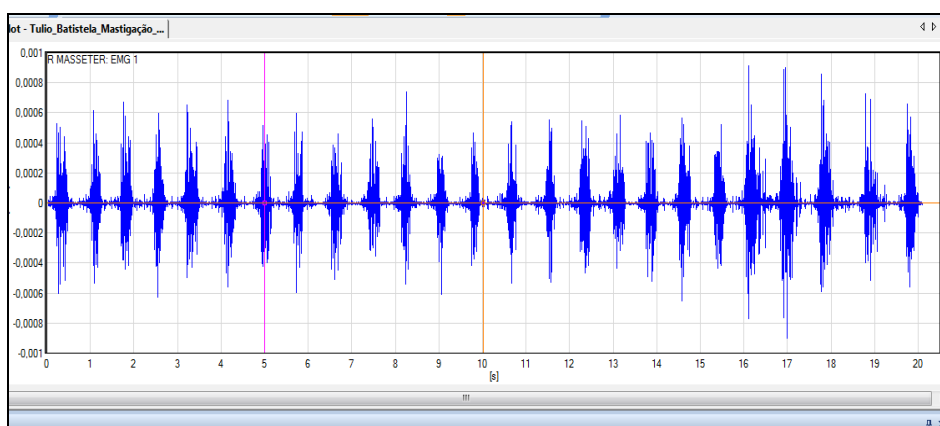 lot - Tulio_Batistela_Mastigação_...
R MASSETER: EMG 1
0,001
0,0008
0,0006
0,0004
0,0002
0
-0,0002
-0,0004
-0,0006
-0,0008
-0,001
0 1 2 3 4 5 6 7 8 9 10 11 12 13 14 15 16 17 18 19 20
[s]